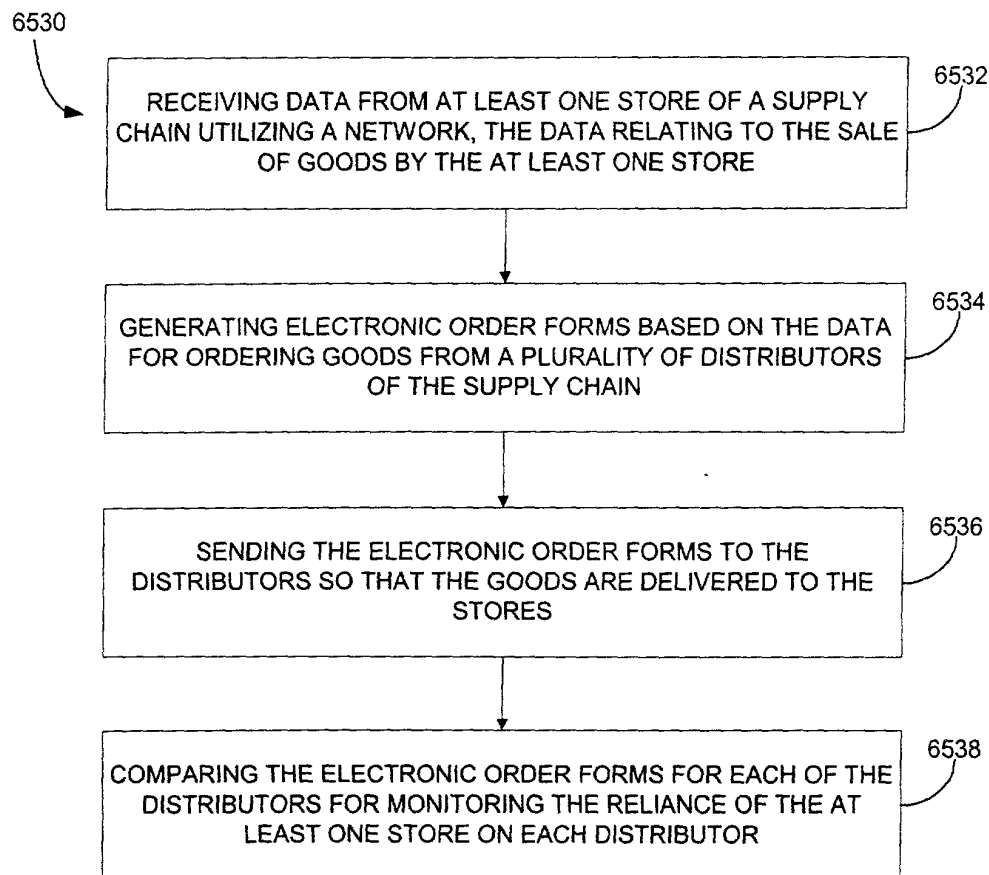 6530
6532
RECEIVING DATA FROM AT LEAST ONE STORE OF A SUPPLY
CHAIN UTILIZING A NETWORK, THE DATA RELATING TO THE SALE
OF GOODS BY THE AT LEAST ONE STORE
6534
GENERATING ELECTRONIC ORDER FORMS BASED ON THE DATA
FOR ORDERING GOODS FROM A PLURALITY OF DISTRIBUTORS
OF THE SUPPLY CHAIN
6536
SENDING THE ELECTRONIC ORDER FORMS TO THE
DISTRIBUTORS SO THAT THE GOODS ARE DELIVERED TO THE
STORES
6538
COMPARING THE ELECTRONIC ORDER FORMS FOR EACH OF THE
DISTRIBUTORS FOR MONITORING THE RELIANCE OF THE AT
LEAST ONE STORE ON EACH DISTRIBUTOR